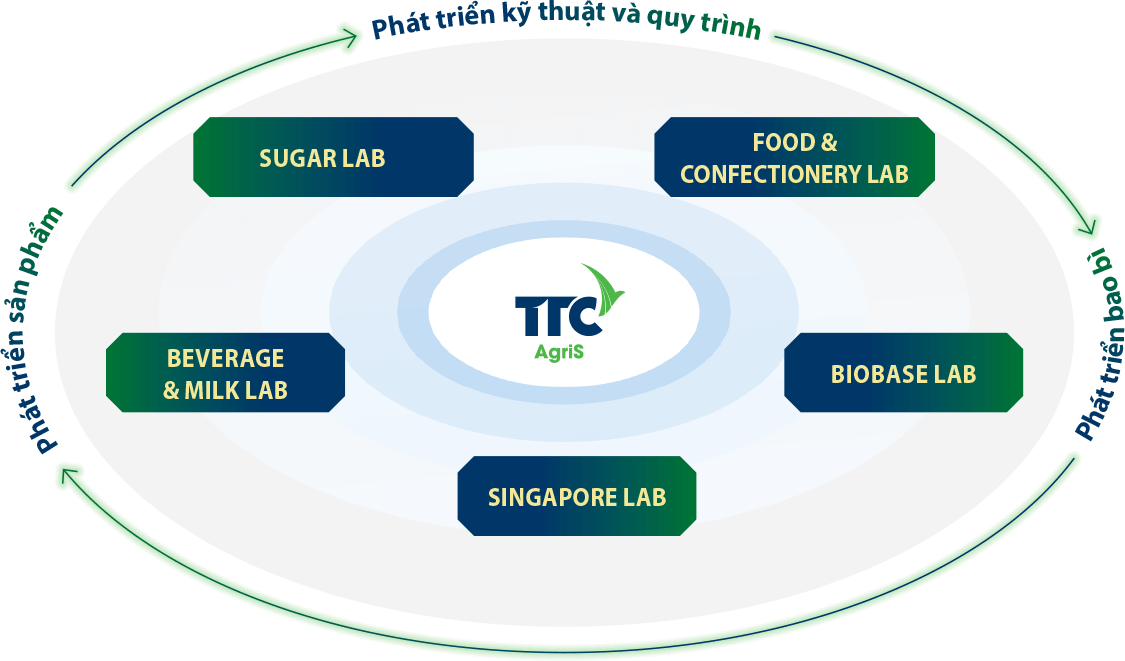 Phát triển kỹ thuật và quy trình
SUGAR LAB
FOOD &
CONFECTIONERY LAB
Phát triển sản phẩm
Phát triển bao bì
TTC
AgriS
BEVERAGE
& MILK LAB
BIOBASE LAB
SINGAPORE LAB